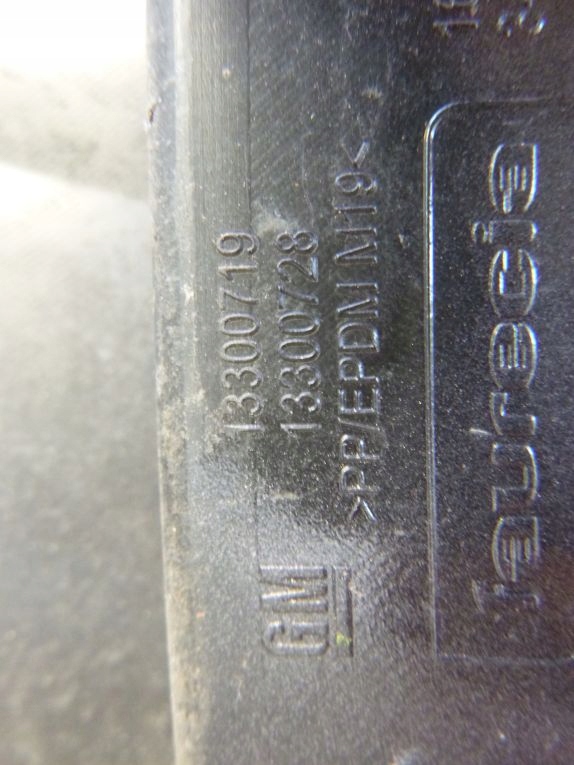 13300719
13300728
>PP/EPDM M19<
GM
faurecia